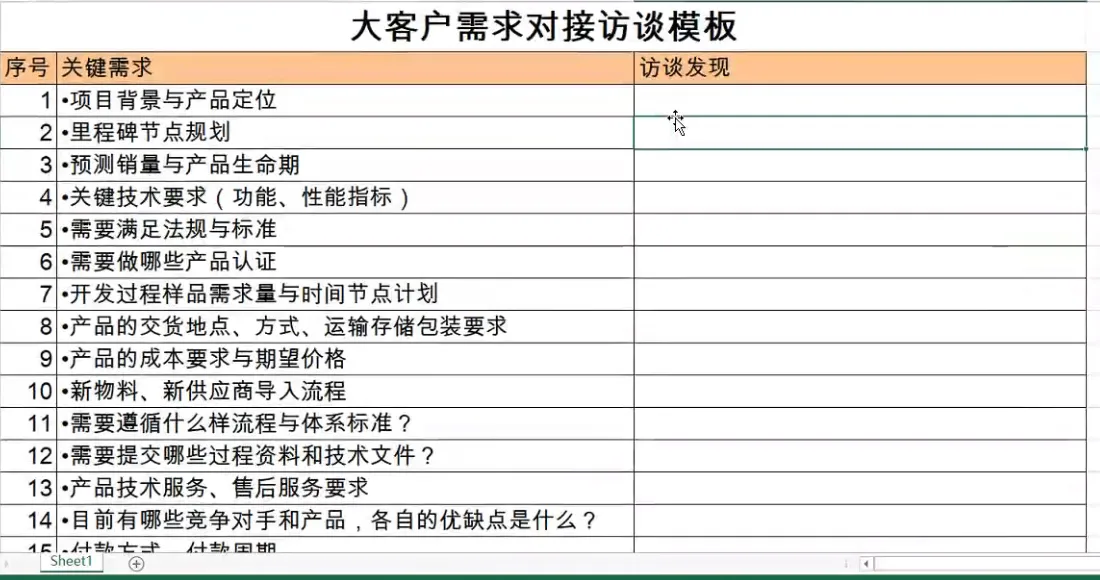 大客户需求对接访谈模板
序号 关键需求 访谈发现
1 •项目背景与产品定位
2 •里程碑节点规划
3 •预测销量与产品生命期
4 •关键技术要求（功能、性能指标）
5 •需要满足法规与标准
6 •需要做哪些产品认证
7 •开发过程样品需求量与时间节点计划
8 •产品的交货地点、方式、运输存储包装要求
9 •产品的成本要求与期望价格
10 •新物料、新供应商导入流程
11 •需要遵循什么样流程与体系标准？
12 •需要提交哪些过程资料和技术文件？
13 •产品技术服务、售后服务要求
14 •目前有哪些竞争对手和产品，各自的优缺点是什么？
15 •付款方式、付款周期
Sheet1